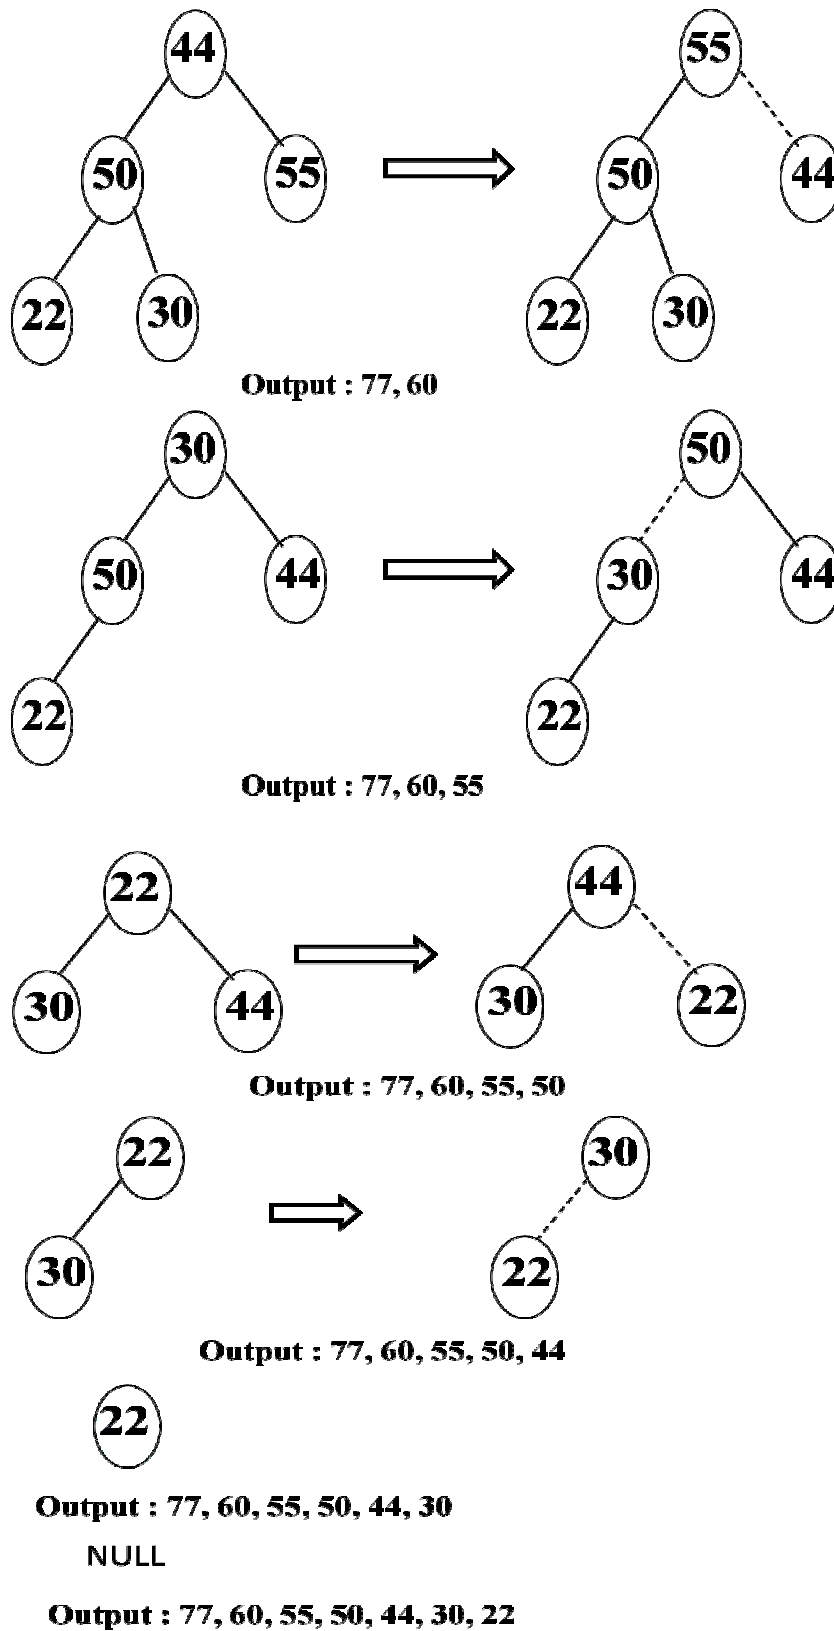 44 55
50 55 50 44
22 30 22 30
Output : 77, 60
30 50
50 44 30 44
22 22
Output : 77, 60, 55
22 44
30 44 30 22
Output : 77, 60, 55, 50
22 30
30 22
Output : 77, 60, 55, 50, 44
22
Output : 77, 60, 55, 50, 44, 30
NULL
Output : 77, 60, 55, 50, 44, 30, 22